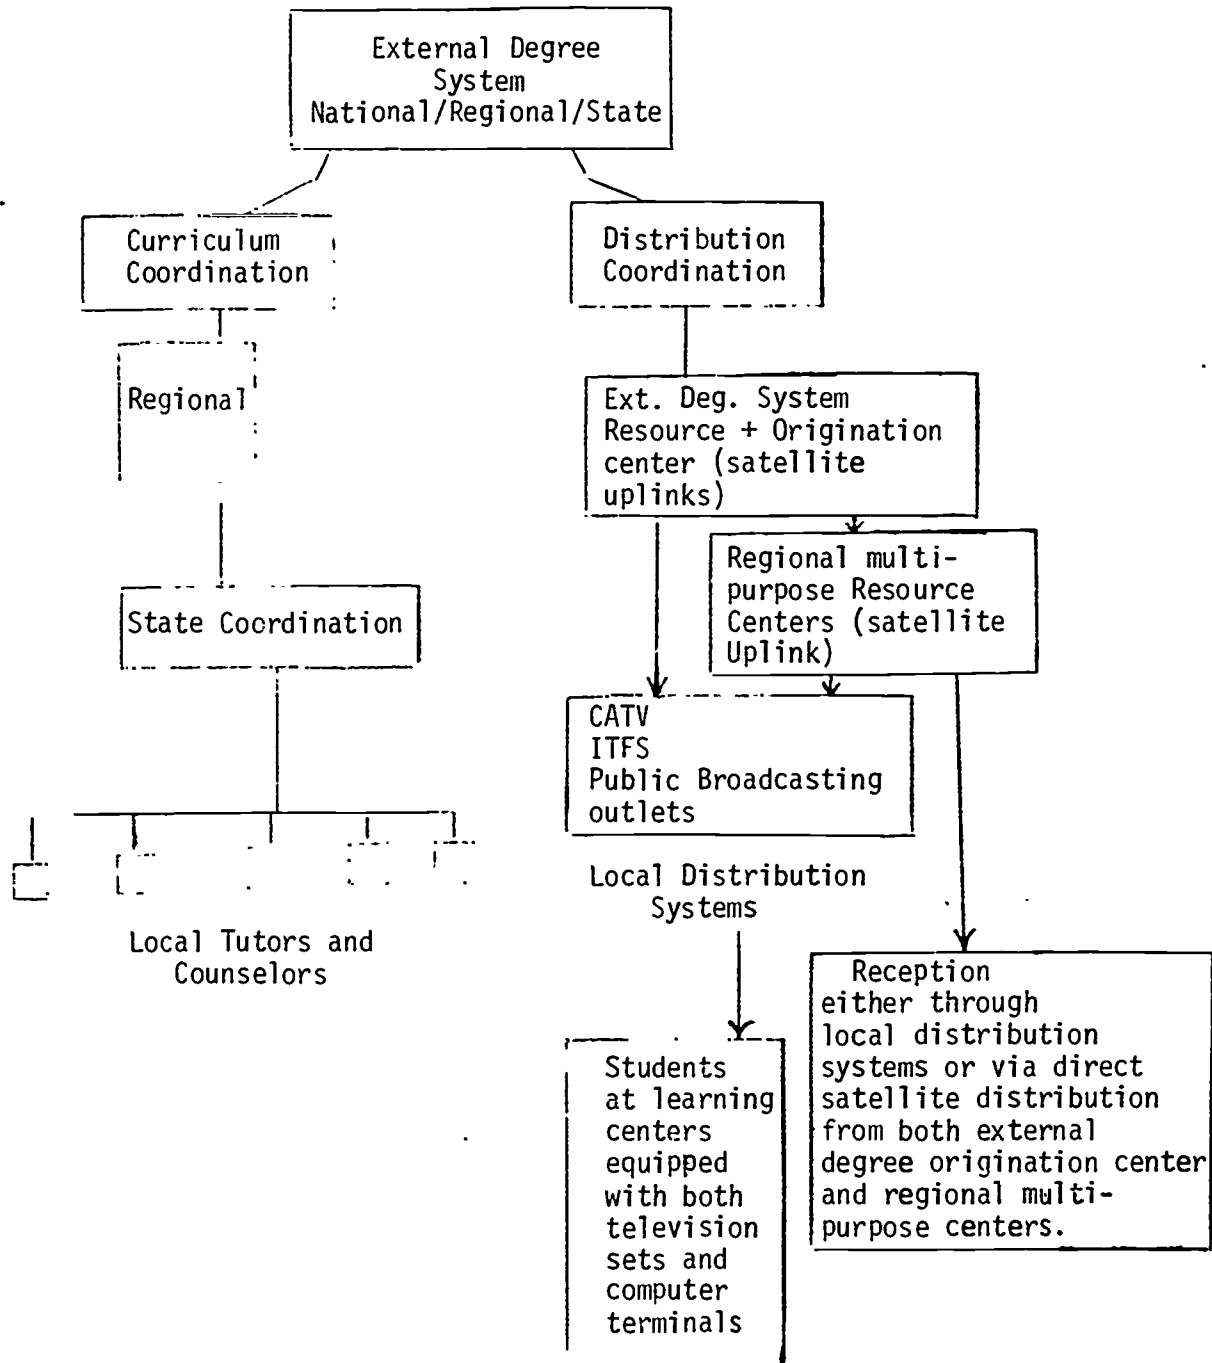 External Degree
System
National/Regional/State
Curriculum
Coordination
Distribution
Coordination
Regional
Ext. Deg. System
Resource + Origination
center (satellite
uplinks)
Regional multi-
purpose Resource
Centers (satellite
Uplink)
State Coordination
CATV
ITFS
Public Broadcasting
outlets
Local Distribution
Systems
Local Tutors and
Counselors
Reception
either through
local distribution
systems or via direct
satellite distribution
from both external
degree origination center
and regional multi-
purpose centers.
Students
at learning
centers
equipped
with both
television
sets and
computer
terminals